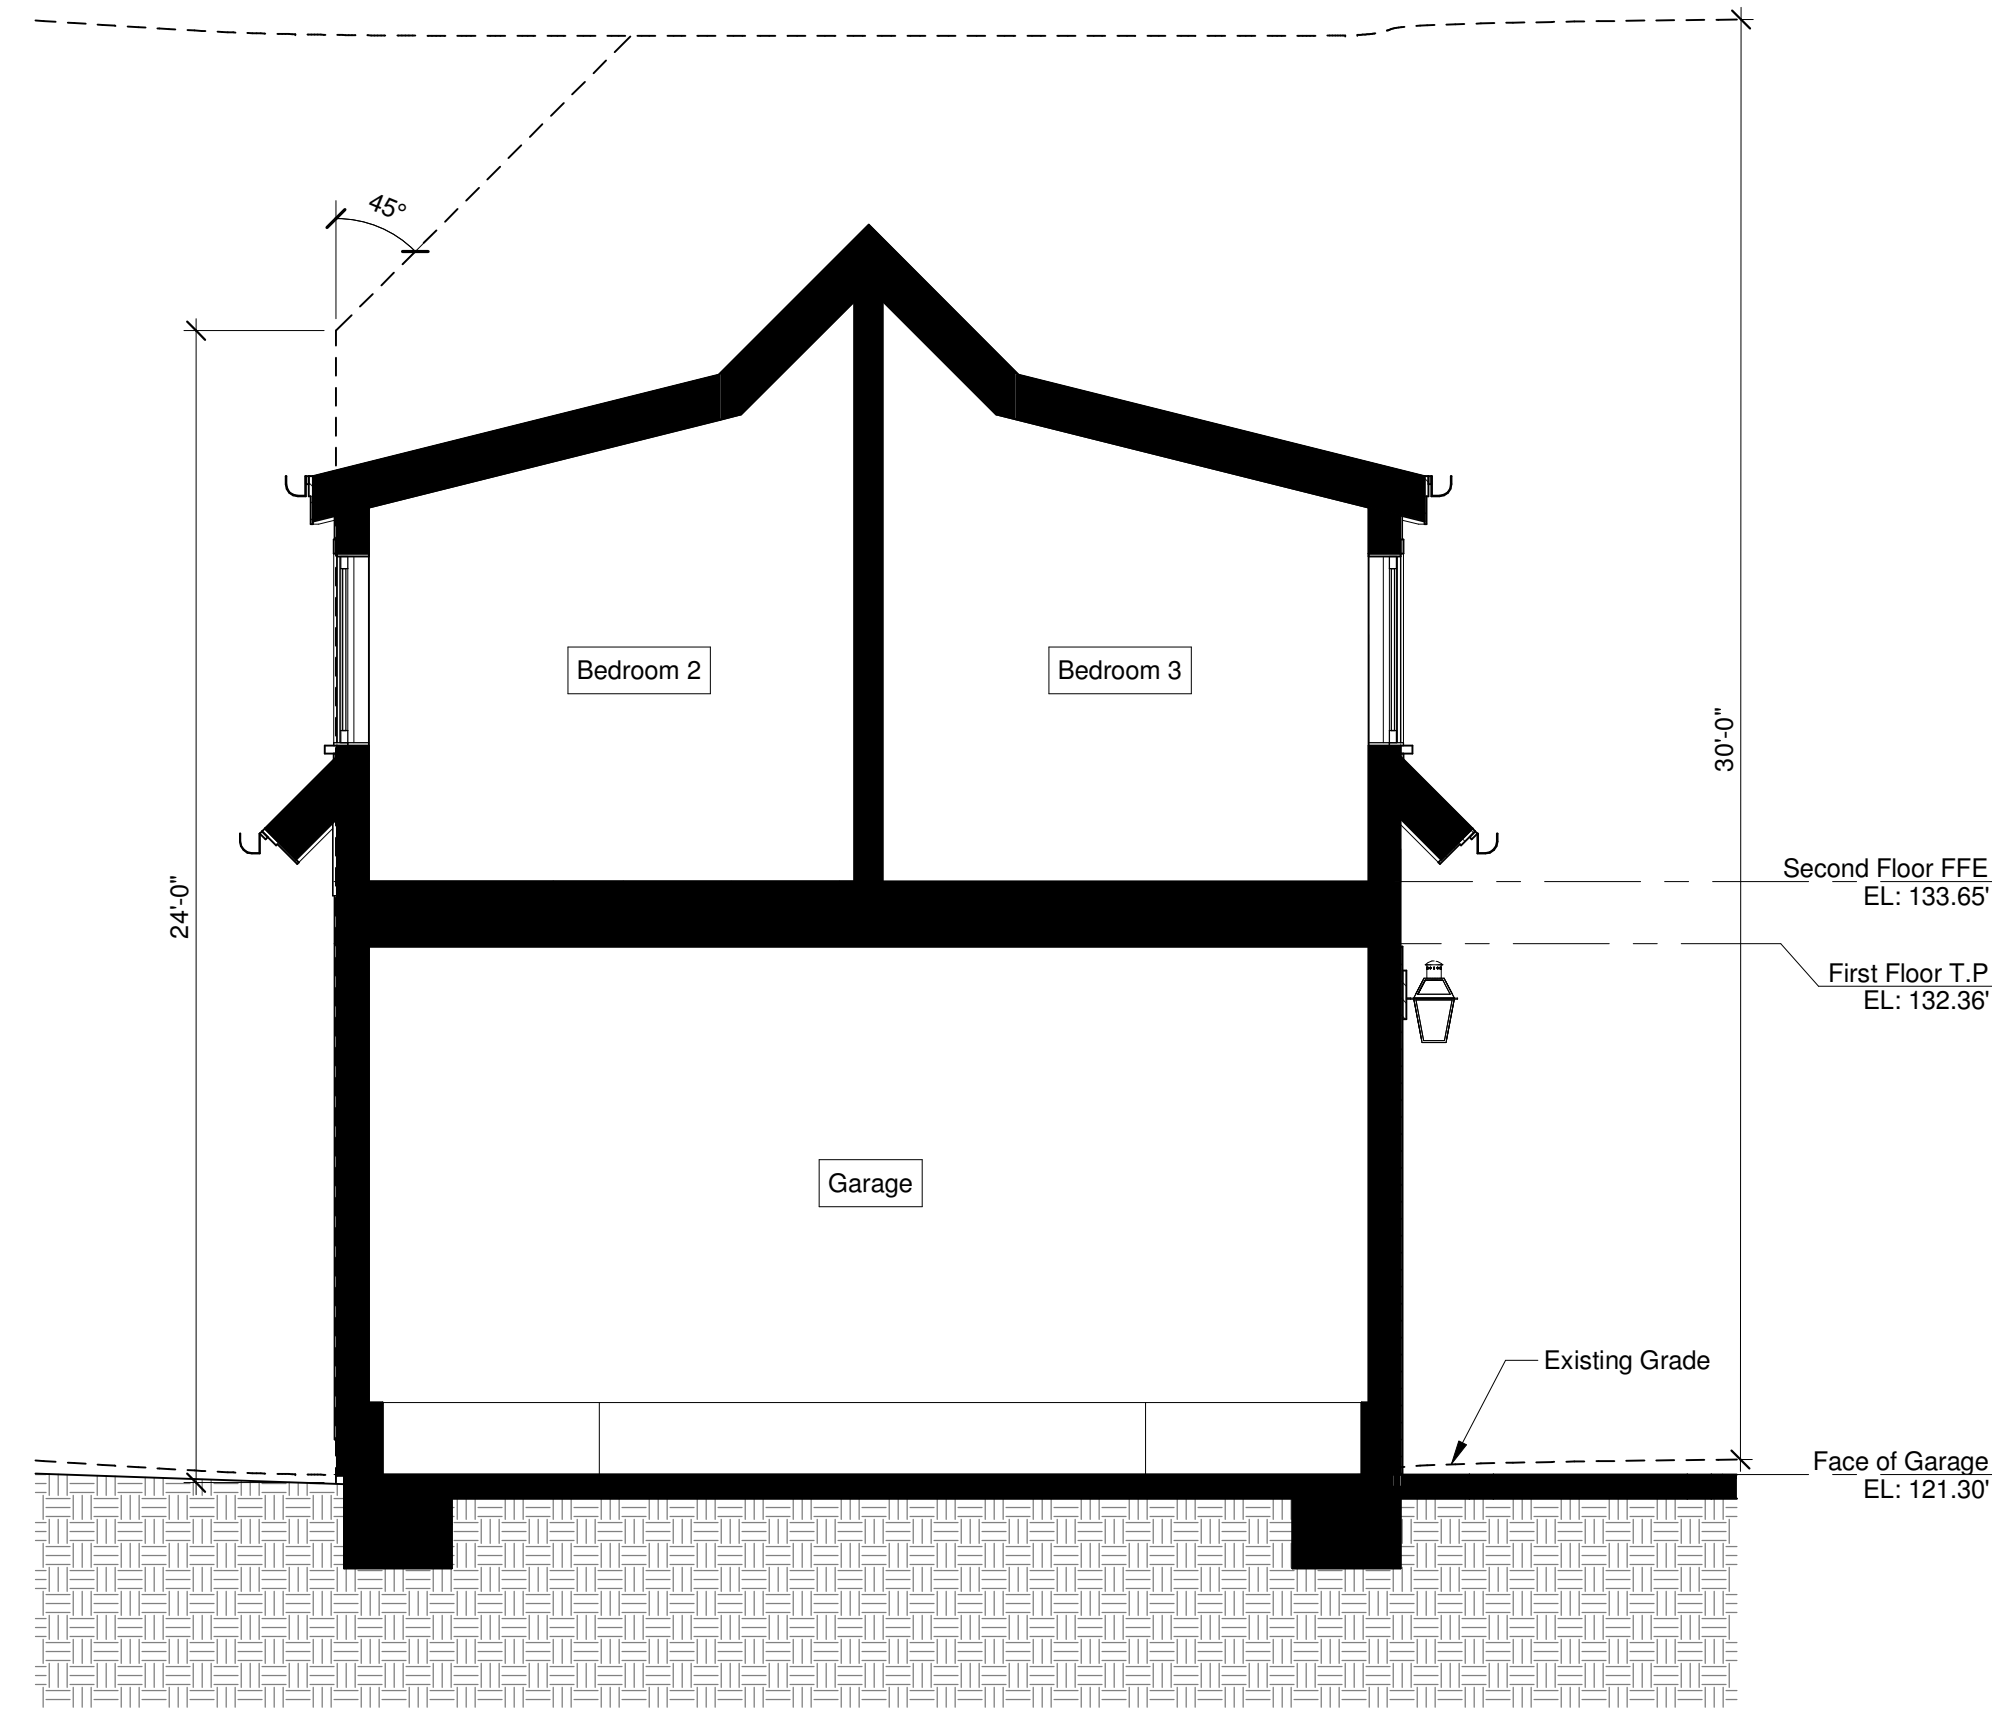 45°
Bedroom 2
Bedroom 3
30'-0"
24'-0"
Second Floor FFE
EL: 133.65'
First Floor T.P
EL: 132.36'
Garage
Existing Grade
Face of Garage
EL: 121.30'